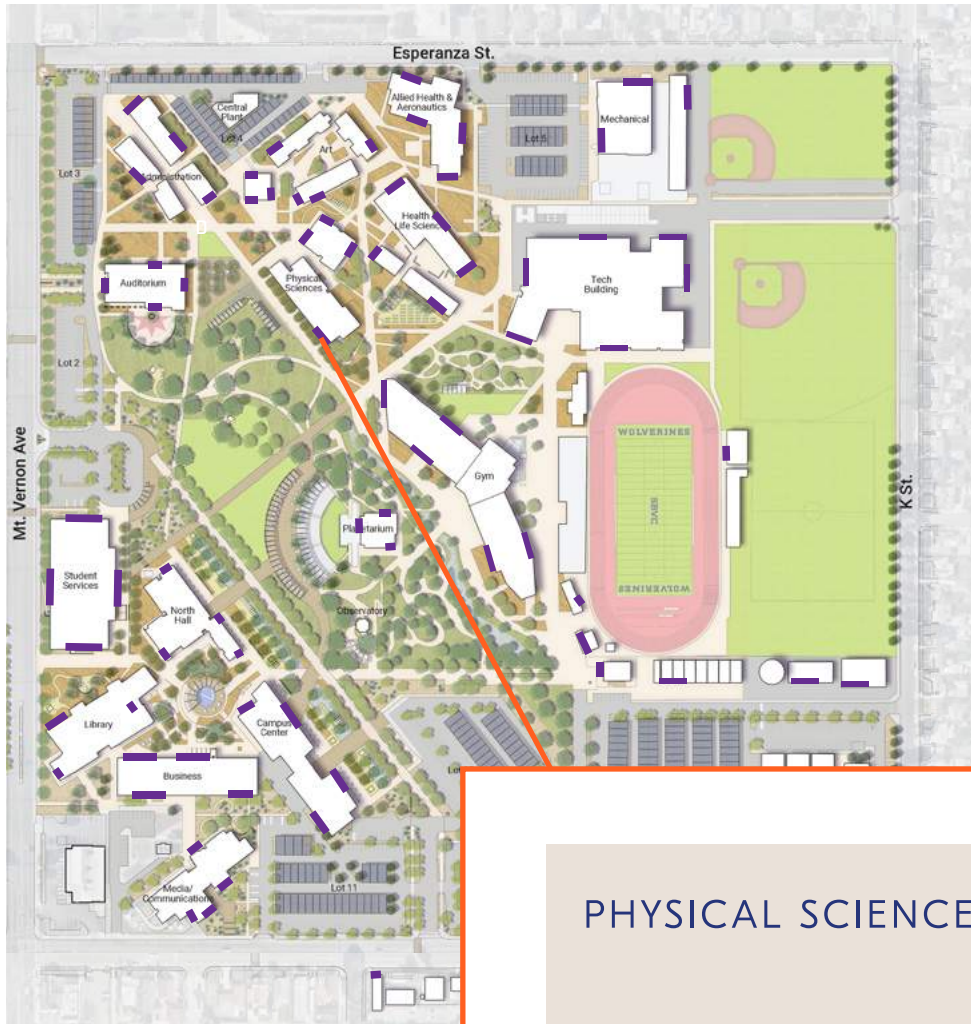 Esperanza St.
Allied Health &
Aeronautics
Central
Plant
Lot 4
Mechanical
Lot 5
Art
Lot 3
Administration
Health &
Life Science
Physical
Sciences
Auditorium
Tech
Building
Lot 2
WOLVERINES
Mt. Vernon Ave
Gym
SBVC
K St.
Planetarium
Student
Services
WOLVERINES
North
Hall
Observatory
Library
Campus
Center
Business
Media/
Communications
Lot 11
PHYSICAL SCIENCE